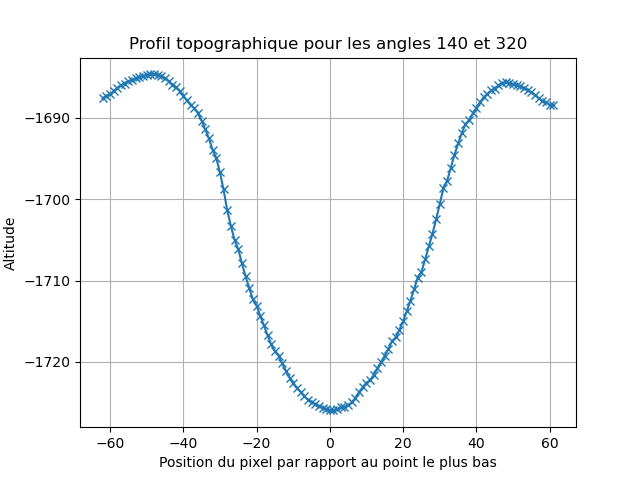 Profil topographique pour les angles 140 et 320
Altitude
−1690
−1700
−1710
−1720
−60 −40 −20 0 20 40 60
Position du pixel par rapport au point le plus bas